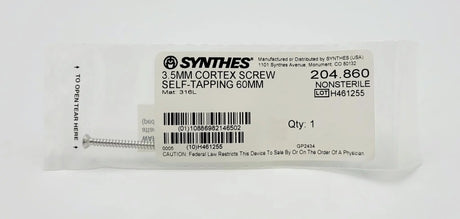 TO OPEN TEAR HERE
SYNTHES®
Manufactured or Distributed by SYNTHES (USA)
1101 Synthes Avenue, Monument, CO 80132
3.5MM CORTEX SCREW
SELF-TAPPING 60MM
Mat: 316L
204.860
NONSTERILE
LOT H461255
(01)10886982146502
Qty: 1
0006
(10)H461255
GP2434
CAUTION: Federal Law Restricts This Device To Sale By Or On The Order Of A Physician